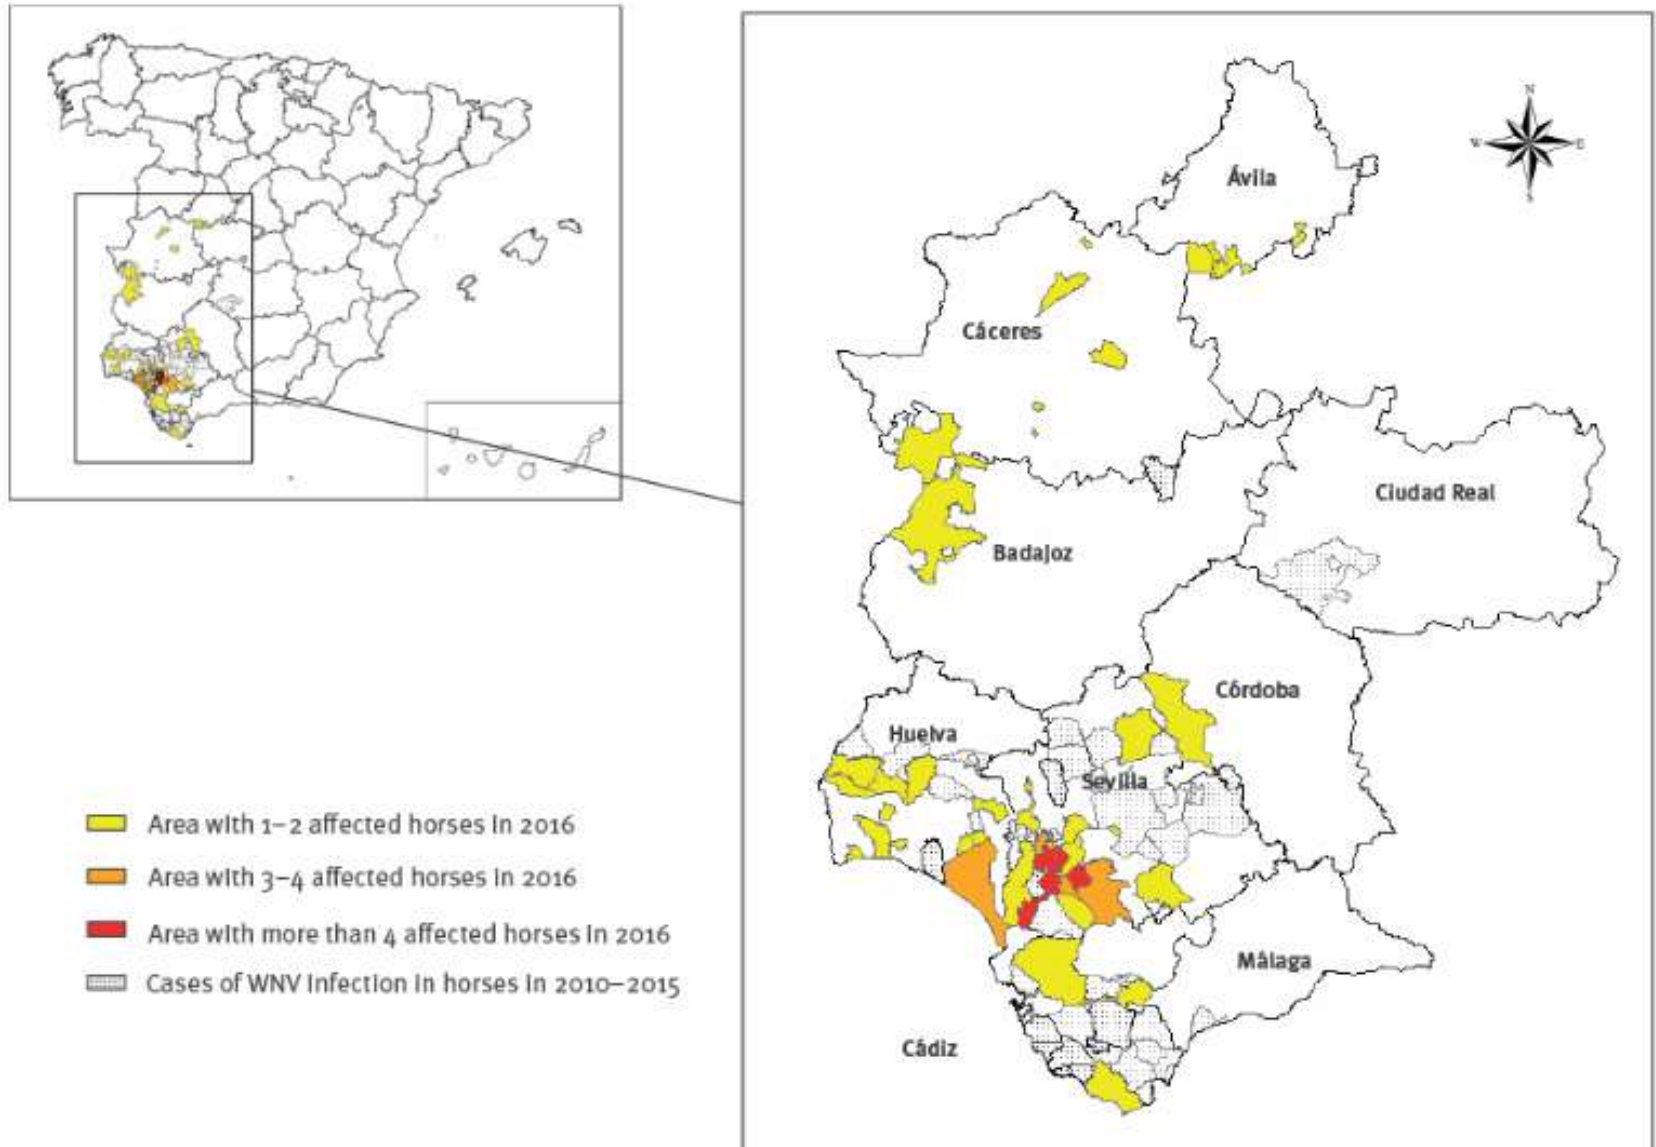 N
W
E
S
Ávila
Cáceres
Ciudad Real
Badajoz
Córdoba
Huelva
Sevilla
Málaga
Cádiz
Area with 1–2 affected horses in 2016
Area with 3–4 affected horses in 2016
Area with more than 4 affected horses in 2016
Cases of WNV infection in horses in 2010–2015